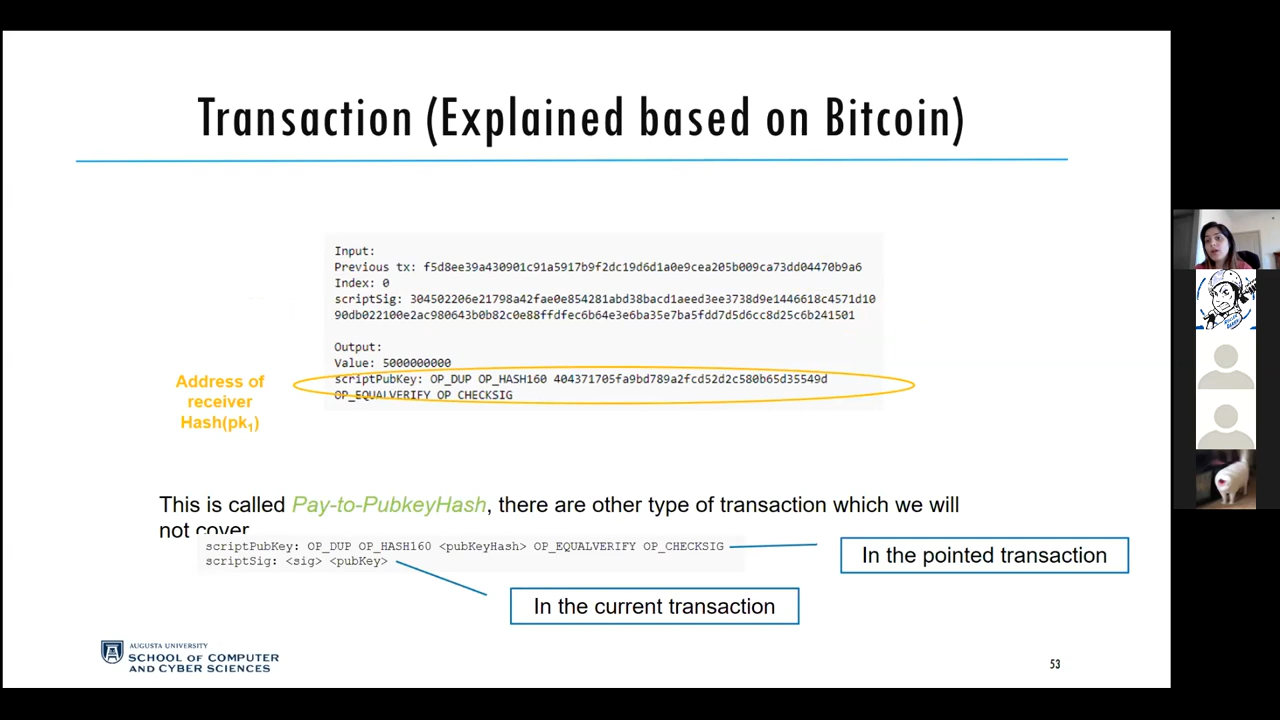 Transaction (Explained based on Bitcoin)
Input:
Previous tx: f5d8ee39a430901c91a5917b9f2dc19d6d1a0e9cea205b009ca73dd04470b9a6
Index: 0
scriptSig: 304502206e21798a42fae0e854281abd38bacd1aeed3ee3738d9e1446618c4571d10
90db022100e2ac980643b0b82c0e88ffdfec6b64e3e6ba35e7ba5fdd7d5d6cc8d25c6b241501
Output:
Value: 5000000000
scriptPubKey: OP_DUP OP_HASH160 404371705fa9bd789a2fcd52d2c580b65d35549d
OP_EQUALVERIFY OP_CHECKSIG
Address of
receiver
Hash(pk1)
This is called Pay-to-PubkeyHash, there are other type of transaction which we will
not cover
scriptPubKey: OP_DUP OP_HASH160 <pubKeyHash> OP_EQUALVERIFY OP_CHECKSIG
scriptSig: <sig> <pubKey>
In the pointed transaction
In the current transaction
AUGUSTA UNIVERSITY
SCHOOL OF COMPUTER
AND CYBER SCIENCES
53